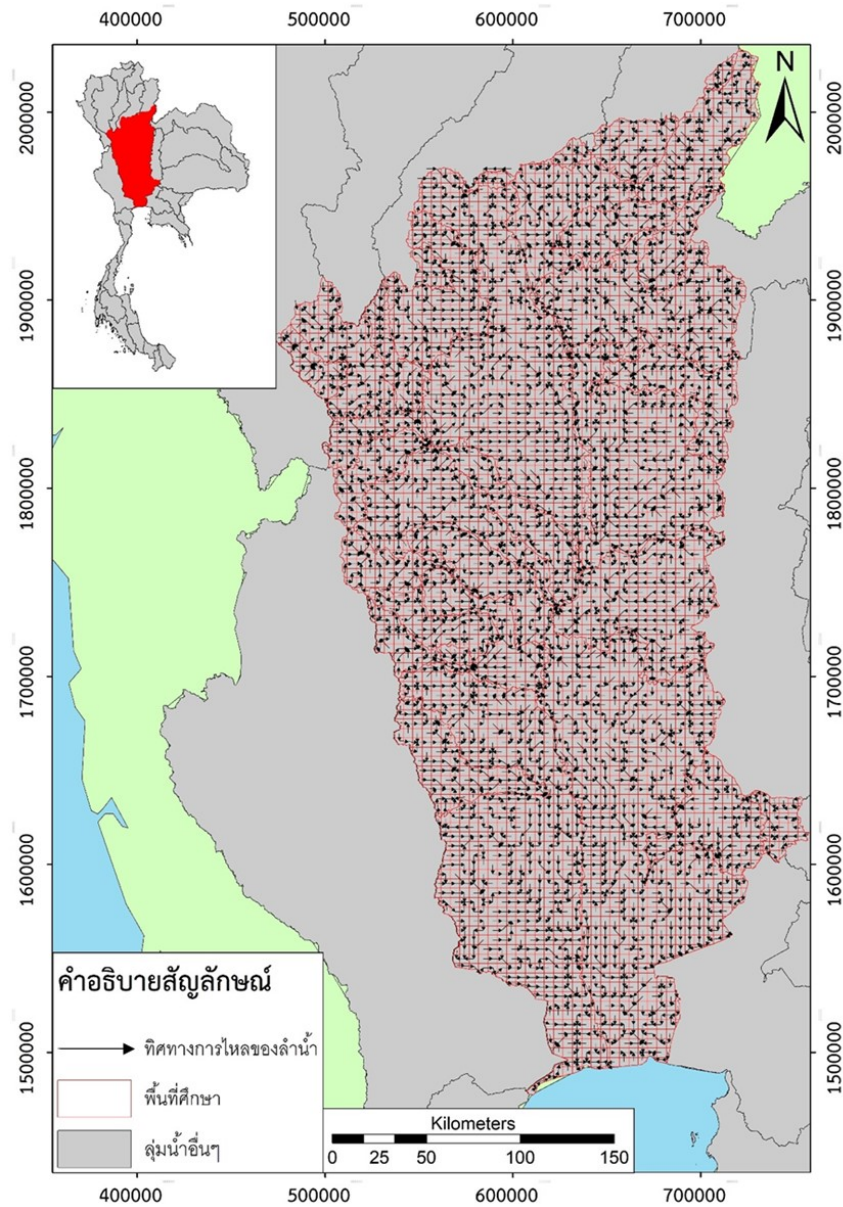 400000 500000 600000 700000
N
2000000 2000000
1900000 1900000
1800000 1800000
1700000 1700000
1600000 1600000
1500000 1500000
คำอธิบายสัญลักษณ์
ทิศทางการไหลของลำน้ำ
พื้นที่ศึกษา
ลุ่มน้ำอื่นๆ
Kilometers
0 25 50 100 150
400000 500000 600000 700000